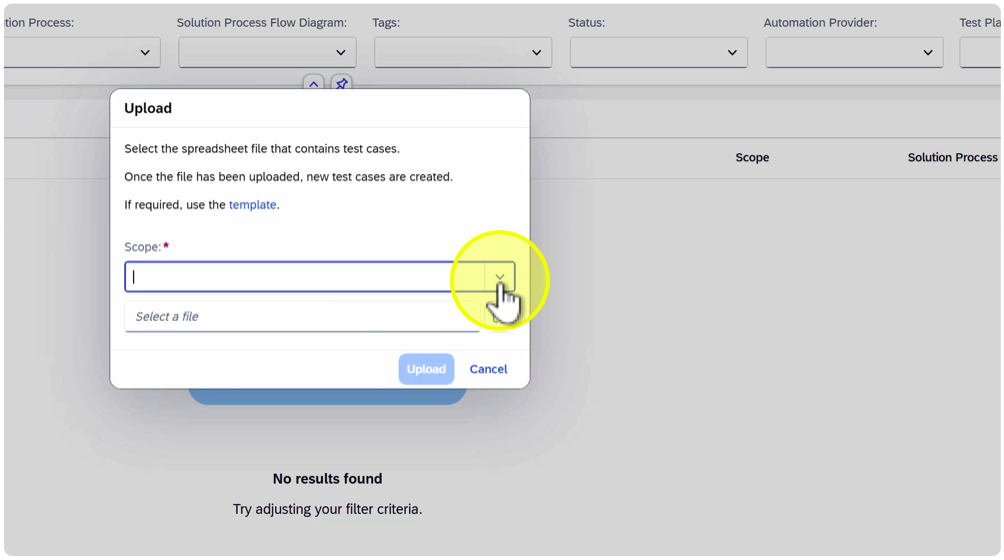 tion Process:
Solution Process Flow Diagram:
Tags:
Status:
Automation Provider:
Test Pla
Upload
Select the spreadsheet file that contains test cases.
Once the file has been uploaded, new test cases are created.
If required, use the template.
Scope:*
Select a file
Upload
Cancel
Scope
Solution Process
No results found
Try adjusting your filter criteria.